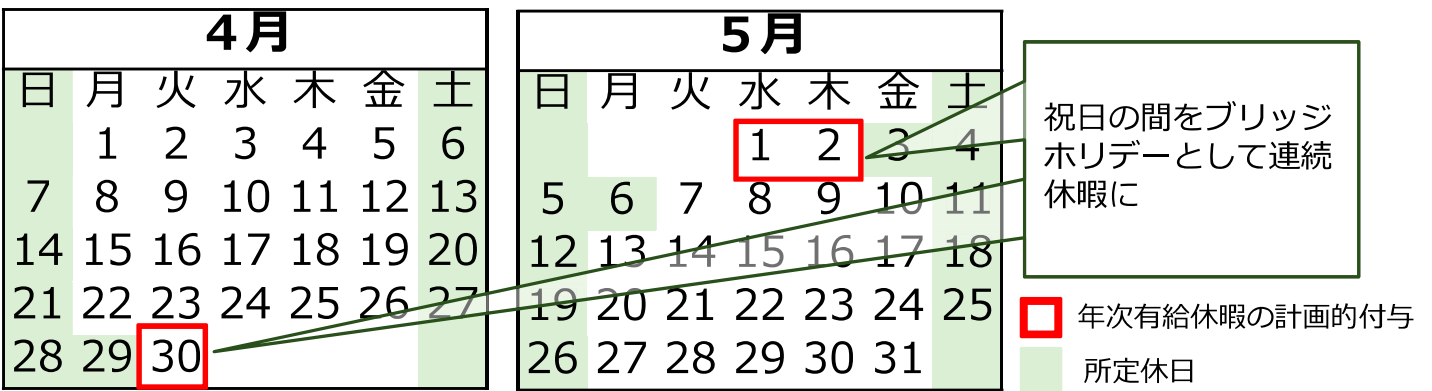 4月
日 月 火 水 木 金 土
1 2 3 4 5 6
7 8 9 10 11 12 13
14 15 16 17 18 19 20
21 22 23 24 25 26 27
28 29 30
5月
日 月 火 水 木 金 土
1 2 3 4
5 6 7 8 9 10 11
12 13 14 15 16 17 18
19 20 21 22 23 24 25
26 27 28 29 30 31
祝日の間をブリッジ
ホリデーとして連続
休暇に
年次有給休暇の計画的付与
所定休日